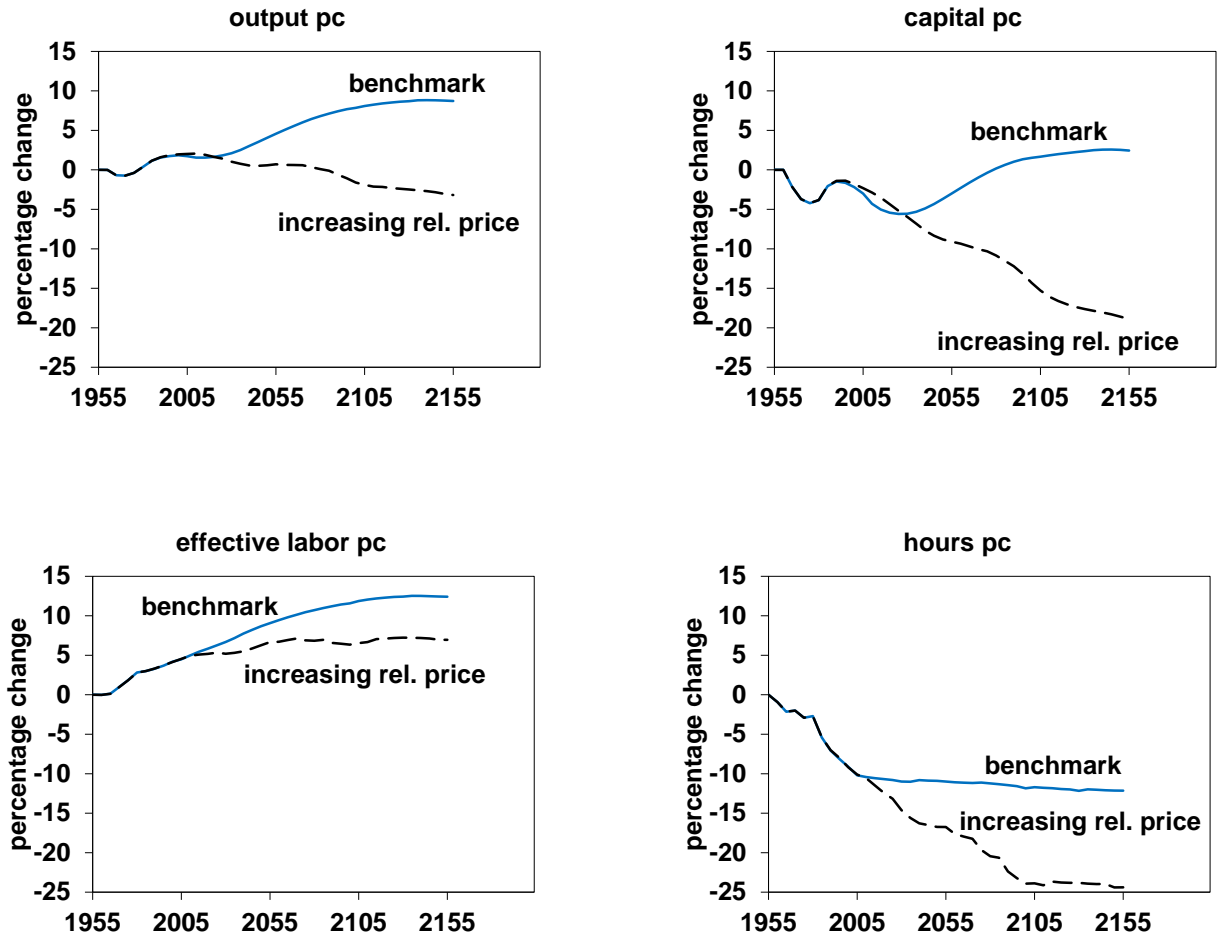 output pc
15
10
5
0
-5
-10
-15
-20
-25
percentage change
benchmark
increasing rel. price
1955 2005 2055 2105 2155
capital pc
15
10
5
0
-5
-10
-15
-20
-25
percentage change
benchmark
increasing rel. price
1955 2005 2055 2105 2155
effective labor pc
15
10
5
0
-5
-10
-15
-20
-25
percentage change
benchmark
increasing rel. price
1955 2005 2055 2105 2155
hours pc
15
10
5
0
-5
-10
-15
-20
-25
percentage change
benchmark
increasing rel. price
1955 2005 2055 2105 2155